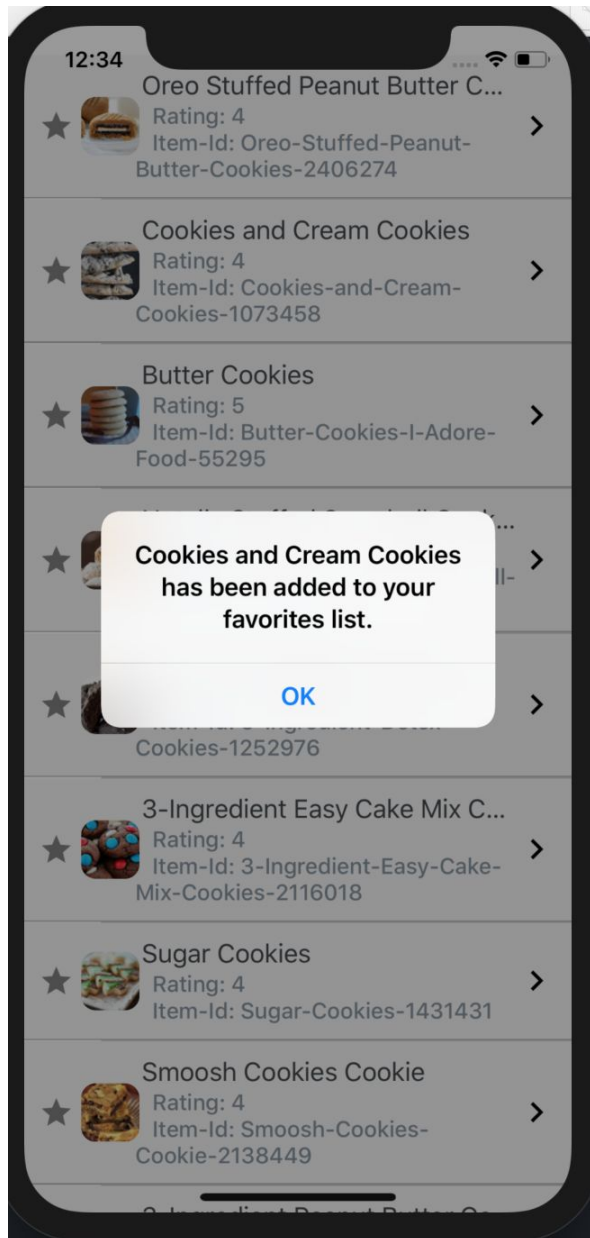 12:34
Oreo Stuffed Peanut Butter C...
Rating: 4
Item-Id: Oreo-Stuffed-Peanut-
Butter-Cookies-2406274
Cookies and Cream Cookies
Rating: 4
Item-Id: Cookies-and-Cream-
Cookies-1073458
Butter Cookies
Rating: 5
Item-Id: Butter-Cookies-I-Adore-
Food-55295
Cookies and Cream Cookies
has been added to your
favorites list.
OK
Cookies-1252976
3-Ingredient Easy Cake Mix C...
Rating: 4
Item-Id: 3-Ingredient-Easy-Cake-
Mix-Cookies-2116018
Sugar Cookies
Rating: 4
Item-Id: Sugar-Cookies-1431431
Smoosh Cookies Cookie
Rating: 4
Item-Id: Smoosh-Cookies-
Cookie-2138449